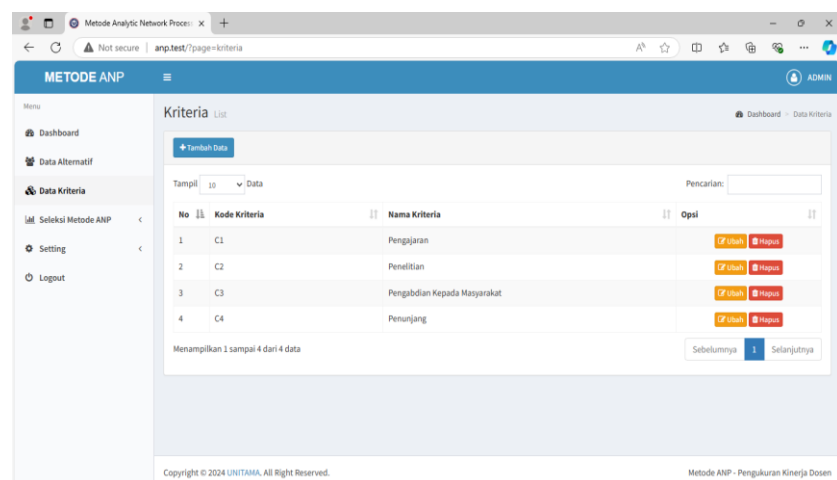 Metode Analytic Network Process
Not secure anp.test/?page=kriteria
METODE ANP
ADMIN
Menu
Dashboard
Data Alternatif
Data Kriteria
Seleksi Metode ANP
Setting
Logout
Kriteria List
Dashboard > Data Kriteria
Tambah Data
Tampil 10 Data
Pencarian:
No Kode Kriteria Nama Kriteria Opsi
1 C1 Pengajaran Ubah Hapus
2 C2 Penelitian Ubah Hapus
3 C3 Pengabdian Kepada Masyarakat Ubah Hapus
4 C4 Penunjang Ubah Hapus
Menampilkan 1 sampai 4 dari 4 data
Sebelumnya 1 Selanjutnya
Copyright © 2024 UNITAMA. All Right Reserved.
Metode ANP - Pengukuran Kinerja Dosen